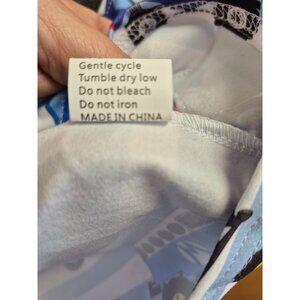 Gentle cycle
Tumble dry low
Do not bleach
Do not iron
MADE IN CHINA